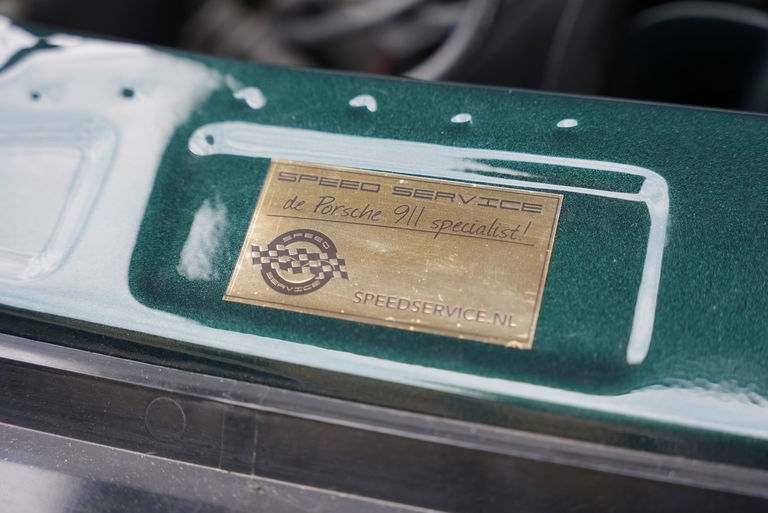 SPEED SERVICE
de Porsche 911 specialist!
SPEED
SERVICE
SPEEDSERVICE.NL